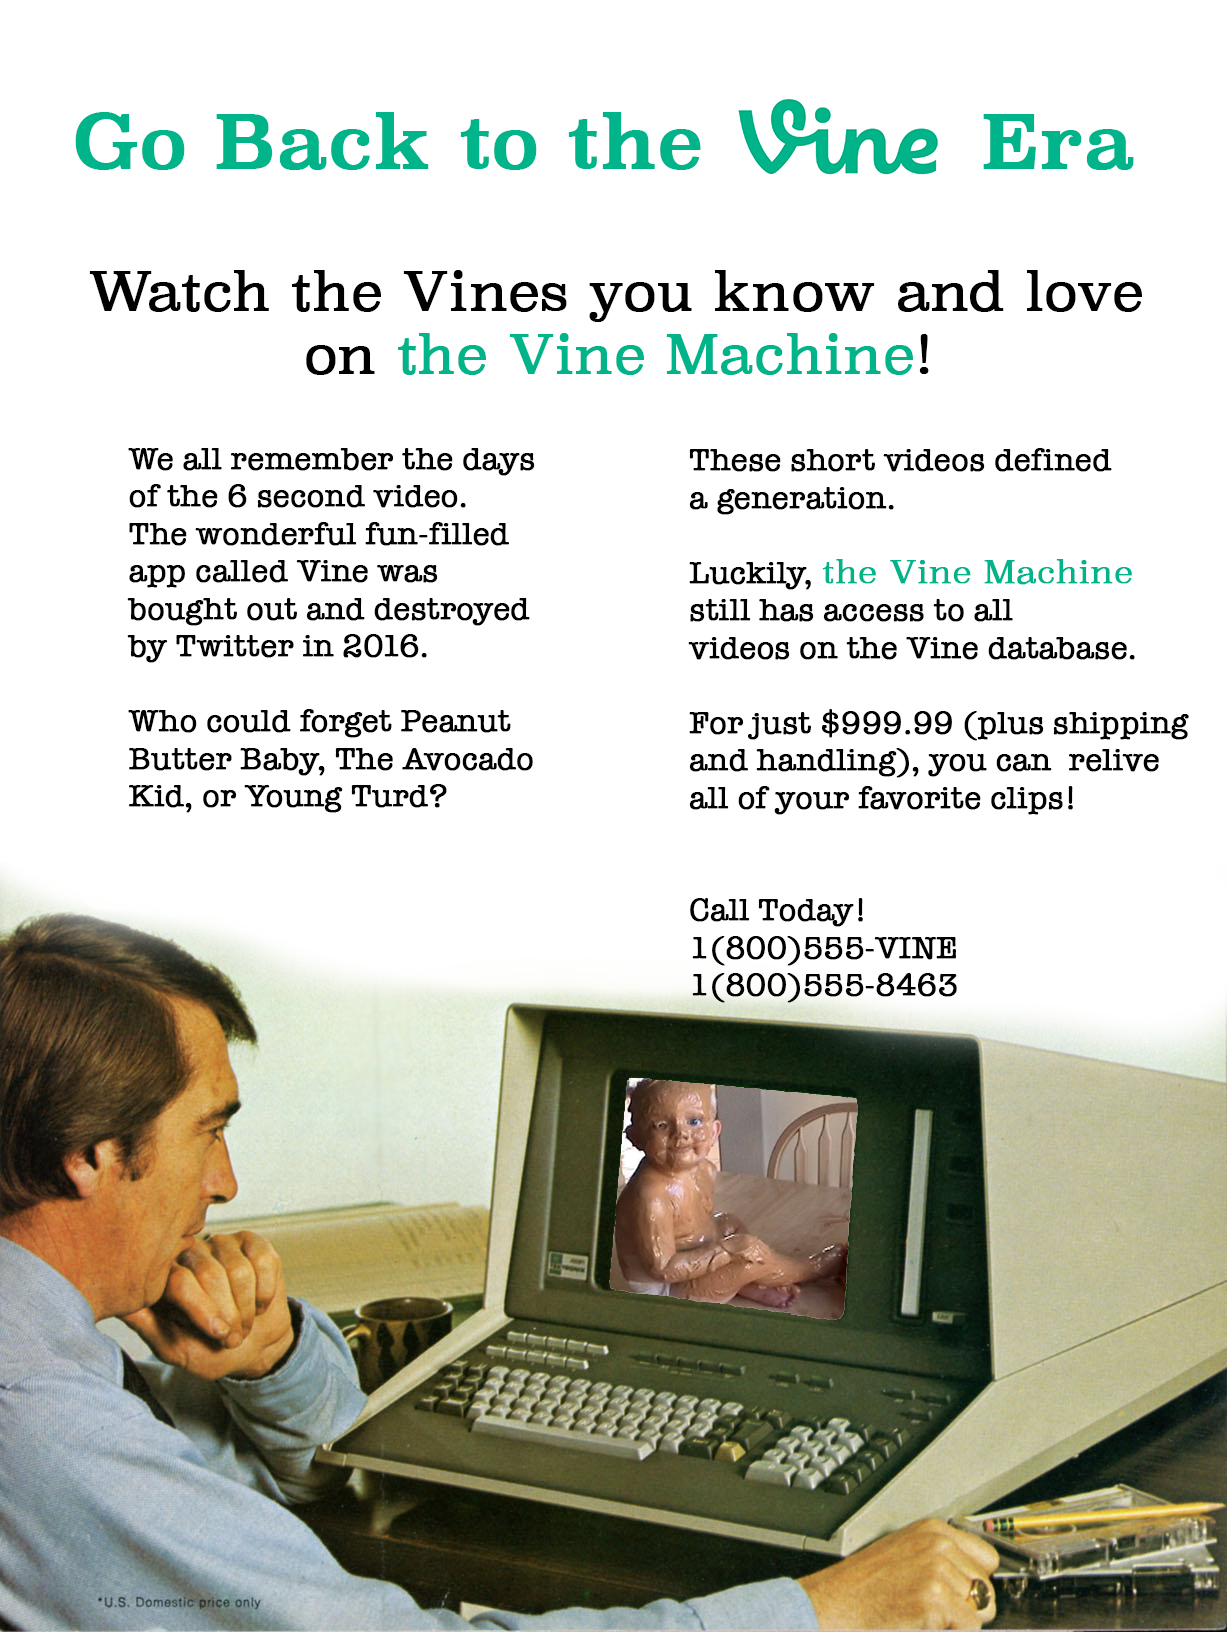 Go Back to the Vine Era
Watch the Vines you know and love
on the Vine Machine!
We all remember the days
of the 6 second video.
The wonderful fun-filled
app called Vine was
bought out and destroyed
by Twitter in 2016.
Who could forget Peanut
Butter Baby, The Avocado
Kid, or Young Turd?
These short videos defined
a generation.
Luckily, the Vine Machine
still has access to all
videos on the Vine database.
For just $999.99 (plus shipping
and handling), you can relive
all of your favorite clips!
Call Today!
1(800)555-VINE
1(800)555-8463
*U.S. Domestic price only